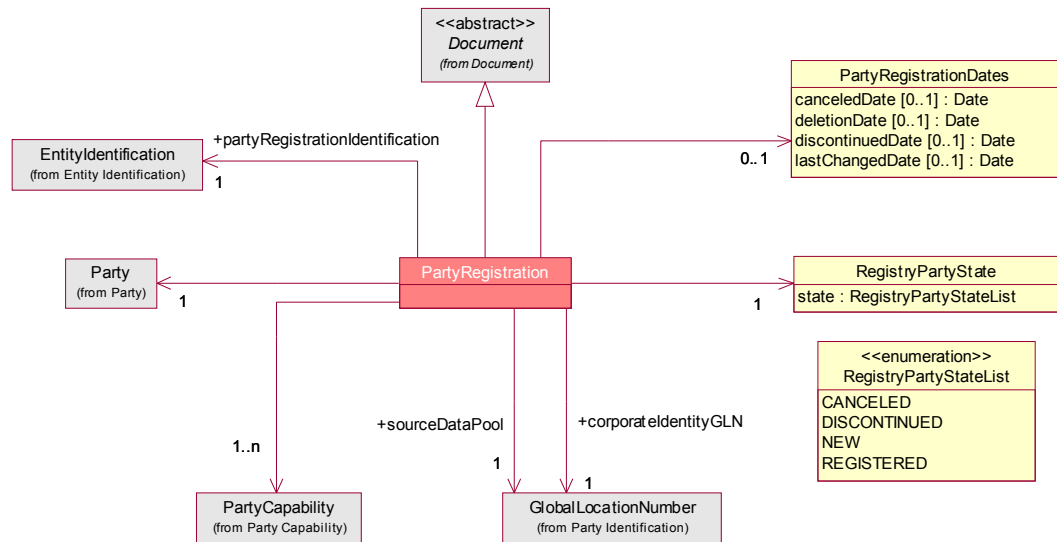 <<abstract>>
Document
(from Document)
PartyRegistrationDates
canceledDate [0..1] : Date
deletionDate [0..1] : Date
discontinuedDate [0..1] : Date
lastChangedDate [0..1] : Date
0..1
+partyRegistrationIdentification
EntityIdentification
(from Entity Identification)
1
PartyRegistration
Party
(from Party)
1
RegistryPartyState
state : RegistryPartyStateList
1
<<enumeration>>
RegistryPartyStateList
CANCELED
DISCONTINUED
NEW
REGISTERED
+sourceDataPool
+corporateIdentityGLN
1..n
1
1
PartyCapability
(from Party Capability)
GlobalLocationNumber
(from Party Identification)